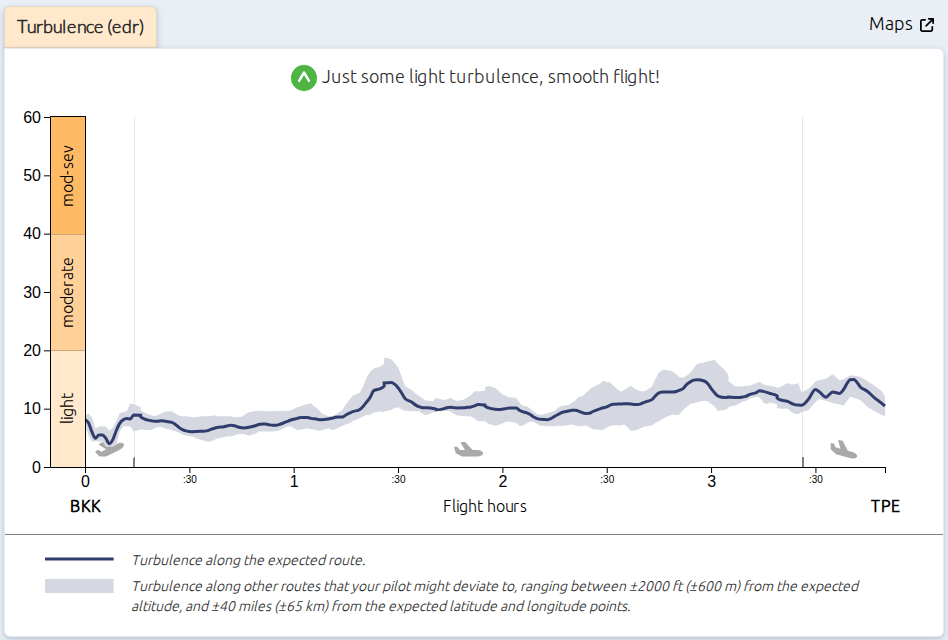 Turbulence (edr)
Maps
Just some light turbulence, smooth flight!
60
50
40
30
20
10
0
mod-sev
moderate
light
0 :30 1 :30 2 :30 3 :30
BKK Flight hours TPE
Turbulence along the expected route.
Turbulence along other routes that your pilot might deviate to, ranging between ±2000 ft (±600 m) from the expected
altitude, and ±40 miles (±65 km) from the expected latitude and longitude points.